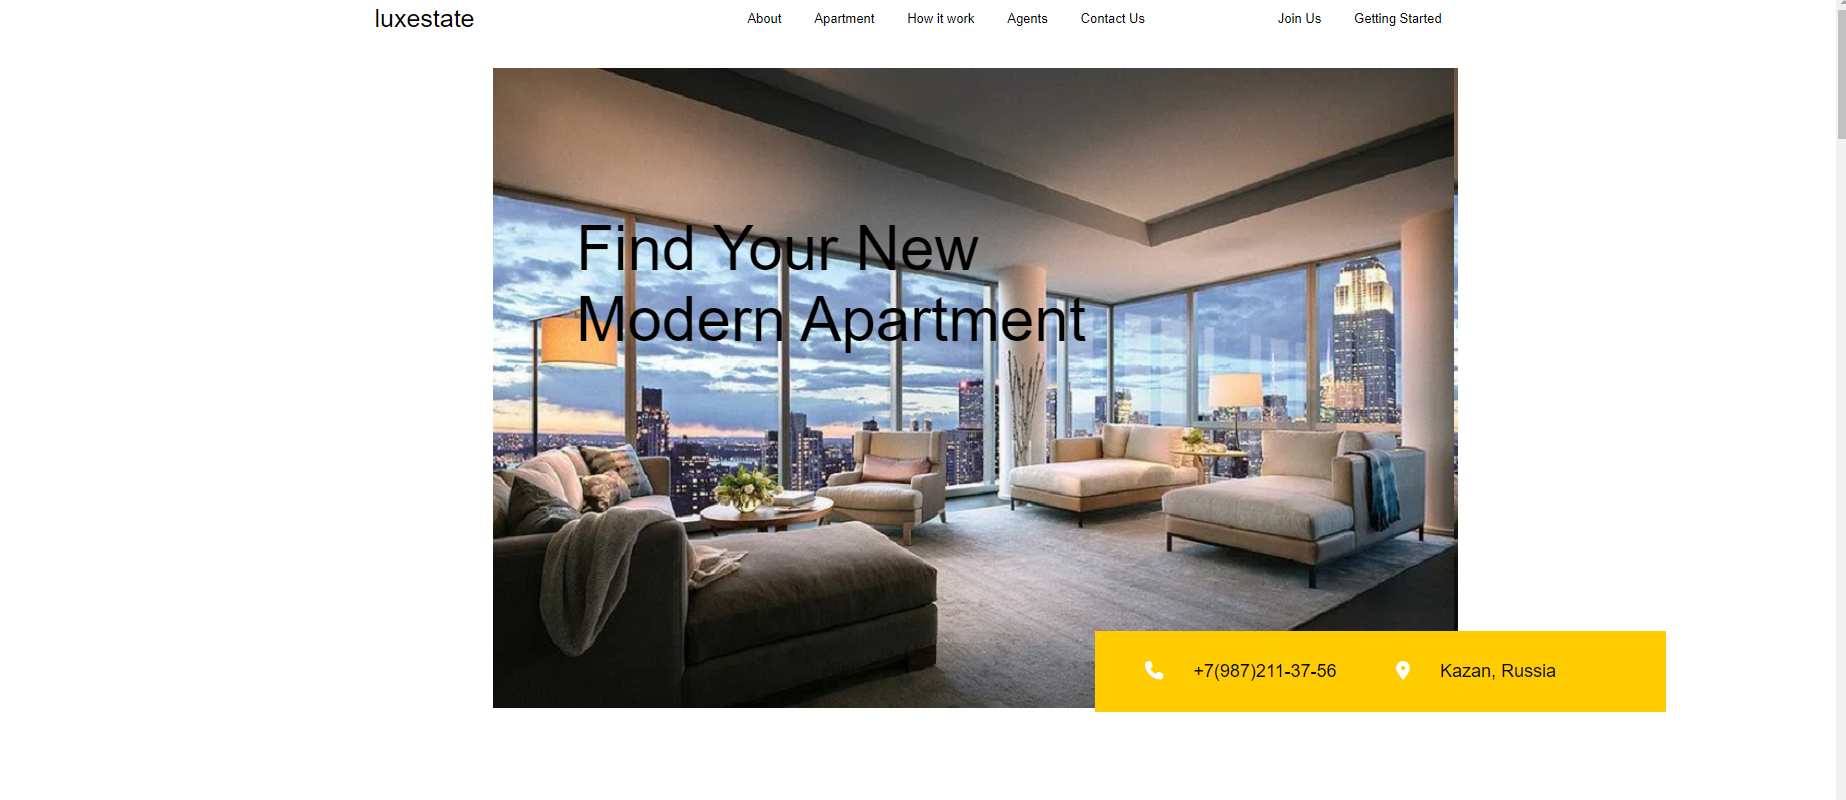 luxestate
About Apartment How it work Agents Contact Us Join Us Getting Started
Find Your New
Modern Apartment
+7(987)211-37-56 Kazan, Russia